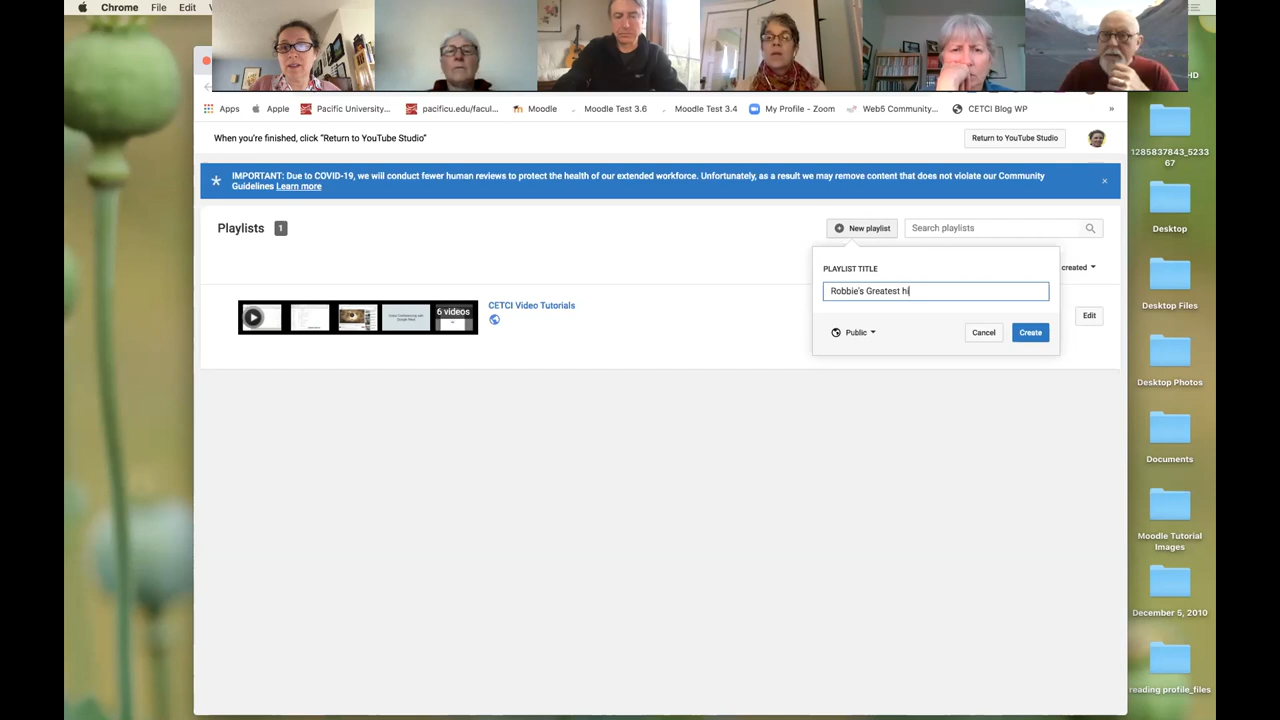 Chrome File Edit
HD
Apps Apple Pacific University... pacificu.edu/facul... Moodle Moodle Test 3.6 Moodle Test 3.4 My Profile - Zoom Web5 Community... CETCI Blog WP »
When you're finished, click "Return to YouTube Studio" Return to YouTube Studio
IMPORTANT: Due to COVID-19, we will conduct fewer human reviews to protect the health of our extended workforce. Unfortunately, as a result we may remove content that does not violate our Community
Guidelines Learn more
Playlists 1 New playlist Search playlists
PLAYLIST TITLE
created
Robbie's Greatest hi
Public Cancel Create
6 videos
CETCI Video Tutorials
Edit
1285837843_5233
67
Desktop
Desktop Files
Desktop Photos
Documents
Moodle Tutorial
Images
December 5, 2010
reading profile_files